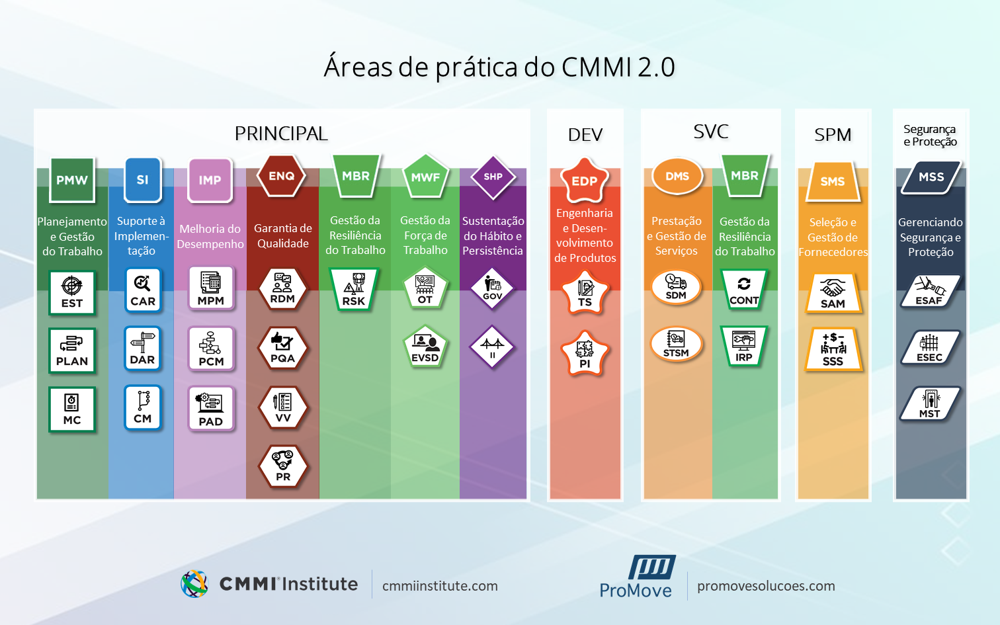 Áreas de prática do CMMI 2.0
PRINCIPAL
PMW
Planejamento
e Gestão
do Trabalho
EST
PLAN
MC
SI
Suporte à
Implemen-
tação
CAR
DAR
CM
IMP
Melhoria do
Desempenho
MPM
PCM
PAD
ENQ
Garantia de
Qualidade
RDM
PQA
VV
PR
MBR
Gestão da
Resiliência
do Trabalho
RSK
MWF
Gestão da
Força de
Trabalho
OT
EVSD
SHP
Sustentação
do Hábito e
Persistência
GOV
II
DEV
EDP
Engenharia
e Desen-
volvimento
de Produtos
TS
PI
SVC
DMS
Prestação
e Gestão de
Serviços
SDM
STSM
MBR
Gestão da
Resiliência
do Trabalho
CONT
IRP
SPM
SMS
Seleção e
Gestão de
Fornecedores
SAM
+$-
SSS
Segurança
e Proteção
MSS
Gerenciando
Segurança e
Proteção
ESAF
ESEC
MST
CMMI® Institute
cmmiinstitute.com
ProMove
promovesolucoes.com